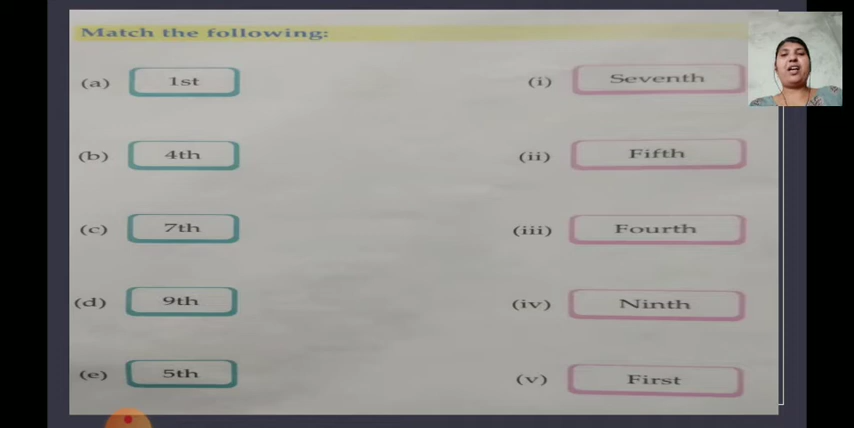 Match the following:
(a) 1st (i) Seventh
(b) 4th (ii) Fifth
(c) 7th (iii) Fourth
(d) 9th (iv) Ninth
(e) 5th (v) First